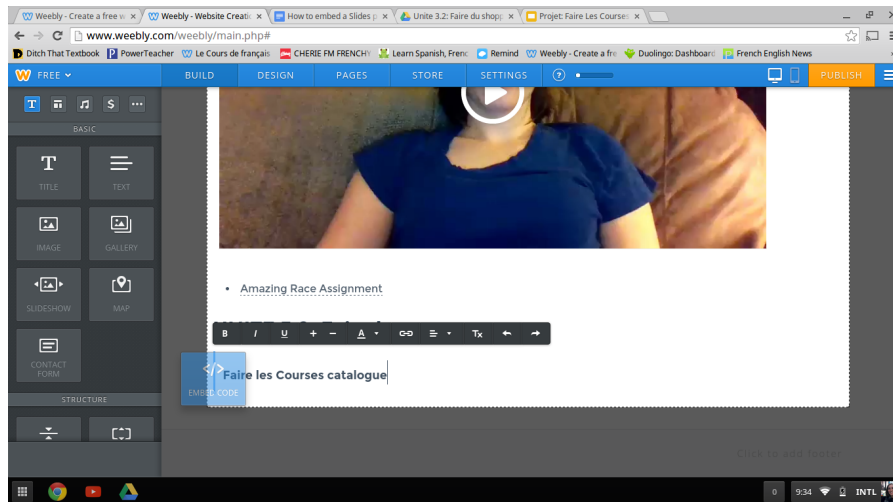 Weebly - Create a free w
Weebly - Website Creatio
How to embed a Slides p
Unite 3.2: Faire du shopp
Projet: Faire Les Courses
www.weebly.com/weebly/main.php#
Ditch That Textbook
PowerTeacher
Le Cours de français
CHERIE FM FRENCH
Learn Spanish, Frenc
Remind
Weebly - Create a fre
Duolingo: Dashboard
French English News
FREE
BUILD
DESIGN
PAGES
STORE
SETTINGS
?
PUBLISH
T
$
BASIC
T
TITLE
TEXT
IMAGE
GALLERY
SLIDESHOW
MAP
CONTACT
FORM
STRUCTURE
• Amazing Race Assignment
B I U + − A Tx
</>
EMBED CODE
Faire les Courses catalogue
Click to add footer
0
9:34
INTL